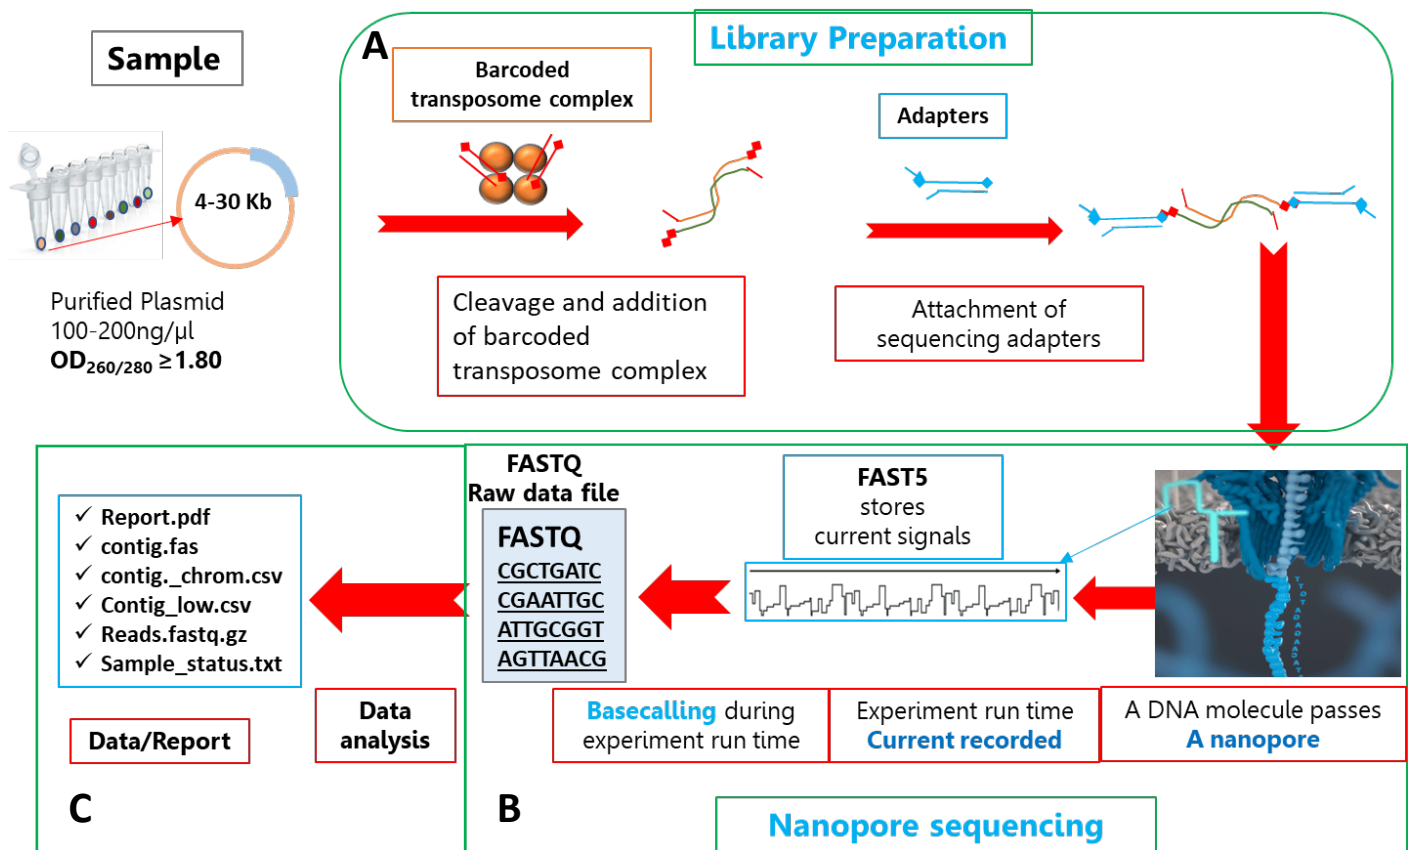 Sample
4-30 Kb
Purified Plasmid
100-200ng/µl
OD260/280 ≥1.80
A
Library Preparation
Barcoded
transposome complex
Adapters
Cleavage and addition
of barcoded
transposome complex
Attachment of
sequencing adapters
FASTQ
Raw data file
FASTQ
CGCTGATC
CGAATTGC
ATTGCGGT
AGTTAACG
FAST5
stores
current signals
Basecalling during
experiment run time
Experiment run time
Current recorded
A DNA molecule passes
A nanopore
B
Nanopore sequencing
✓ Report.pdf
✓ contig.fas
✓ contig._chrom.csv
✓ Contig_low.csv
✓ Reads.fastq.gz
✓ Sample_status.txt
Data
analysis
Data/Report
C